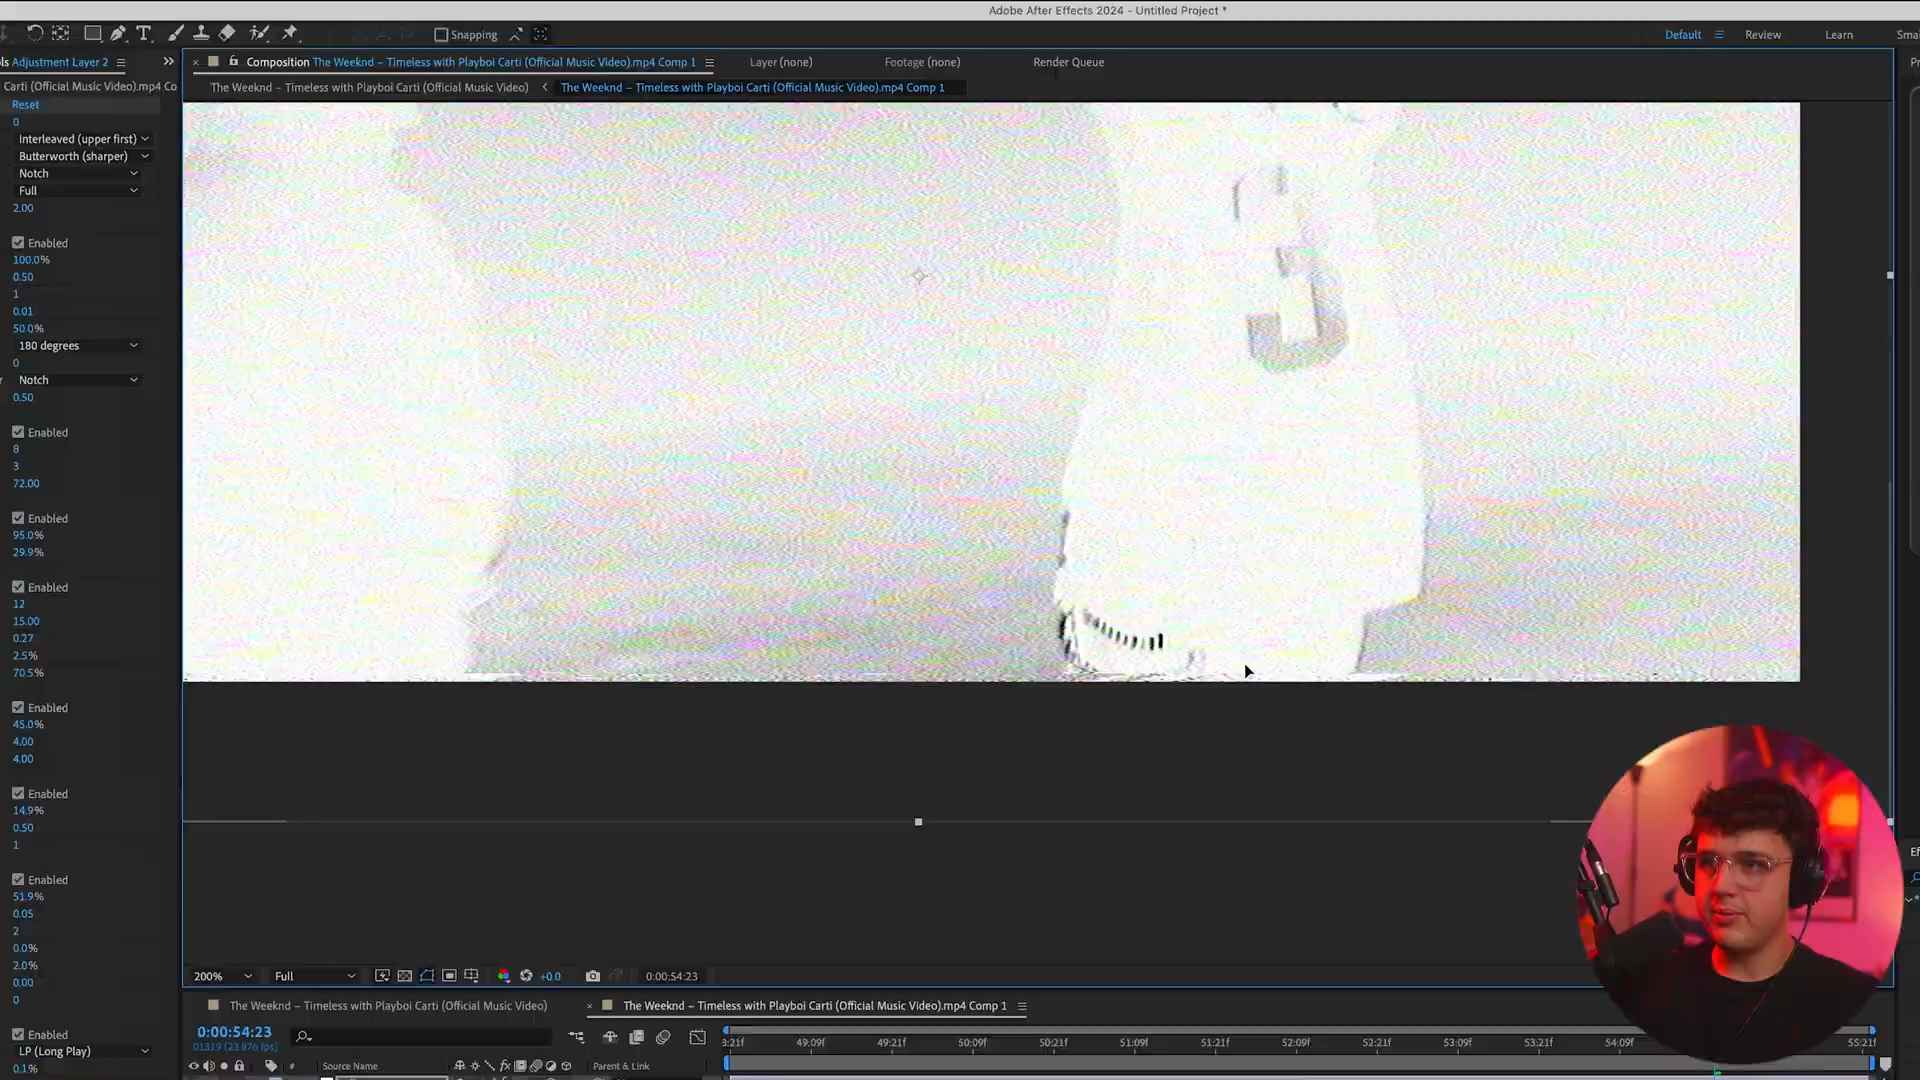 Adobe After Effects 2024 - Untitled Project *
Snapping
Default
Review
Learn
Adjustment Layer 2
Composition The Weeknd – Timeless with Playboi Carti (Official Music Video).mp4 Comp 1
Layer (none)
Footage (none)
Render Queue
Carti (Official Music Video).mp4 Co
The Weeknd – Timeless with Playboi Carti (Official Music Video)
The Weeknd – Timeless with Playboi Carti (Official Music Video).mp4 Comp 1
Reset
0
Interleaved (upper first)
Butterworth (sharper)
Notch
Full
2.00
Enabled
100.0%
0.50
1
0.01
50.0%
180 degrees
0
Notch
0.50
Enabled
8
3
72.00
Enabled
95.0%
29.9%
Enabled
12
15.00
0.27
2.5%
70.5%
Enabled
45.0%
4.00
4.00
Enabled
14.9%
0.50
1
Enabled
51.9%
0.05
2
0.0%
2.0%
0.00
0
Enabled
LP (Long Play)
0.1%
200%
Full
+0.0
0:00:54:23
The Weeknd – Timeless with Playboi Carti (Official Music Video)
The Weeknd – Timeless with Playboi Carti (Official Music Video).mp4 Comp 1
0:00:54:23
01319 (23.976 fps)
3:21f 49:09f 49:21f 50:09f 50:21f 51:09f 51:21f 52:09f 52:21f 53:09f 53:21f 54:09f 55:21f
# Source Name
fx
Parent & Link